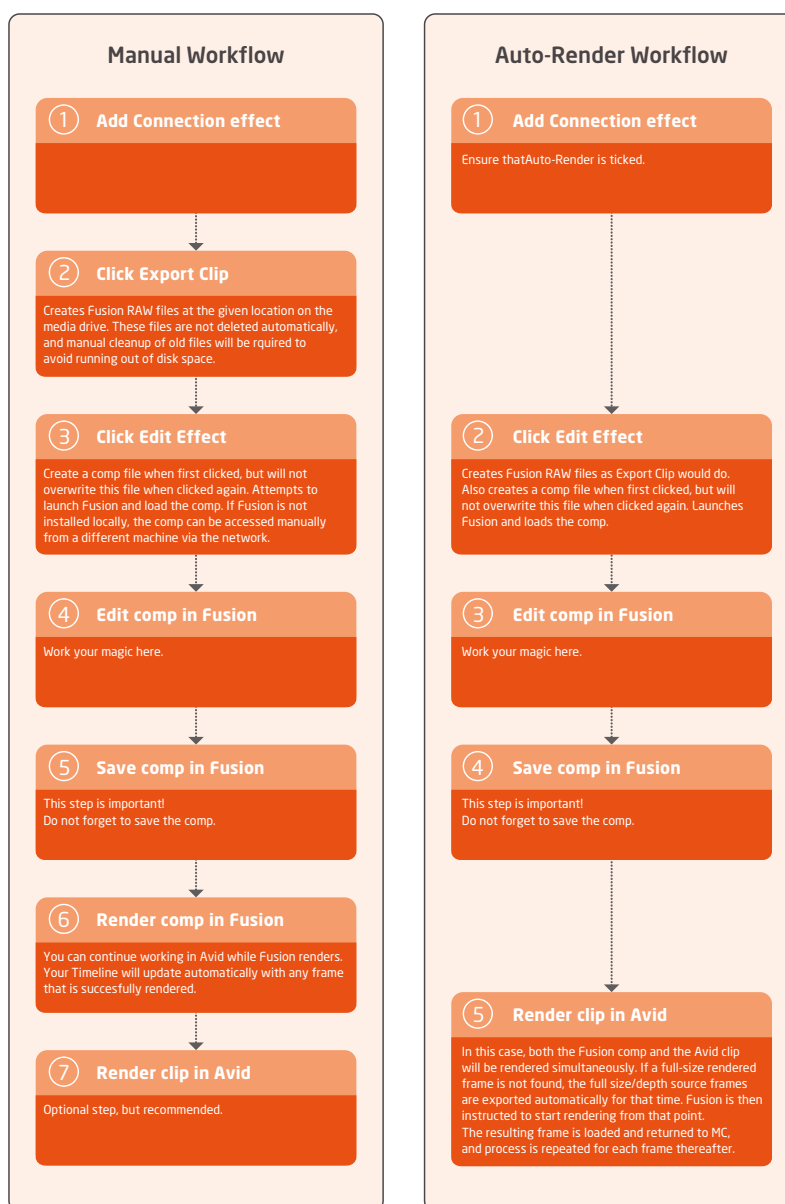 Manual Workflow
1 Add Connection effect
2 Click Export Clip
Creates Fusion RAW files at the given location on the
media drive. These files are not deleted automatically,
and manual cleanup of old files will be rquired to
avoid running out of disk space.
3 Click Edit Effect
Create a comp file when first clicked, but will not
overwrite this file when clicked again. Attempts to
launch Fusion and load the comp. If Fusion is not
installed locally, the comp can be accessed manually
from a different machine via the network.
4 Edit comp in Fusion
Work your magic here.
5 Save comp in Fusion
This step is important!
Do not forget to save the comp.
6 Render comp in Fusion
You can continue working in Avid while Fusion renders.
Your Timeline will update automatically with any frame
that is succesfully rendered.
7 Render clip in Avid
Optional step, but recommended.
Auto-Render Workflow
1 Add Connection effect
Ensure thatAuto-Render is ticked.
2 Click Edit Effect
Creates Fusion RAW files as Export Clip would do.
Also creates a comp file when first clicked, but will
not overwrite this file when clicked again. Launches
Fusion and loads the comp.
3 Edit comp in Fusion
Work your magic here.
4 Save comp in Fusion
This step is important!
Do not forget to save the comp.
5 Render clip in Avid
In this case, both the Fusion comp and the Avid clip
will be rendered simultaneously. If a full-size rendered
frame is not found, the full size/depth source frames
are exported automatically for that time. Fusion is then
instructed to start rendering from that point.
The resulting frame is loaded and returned to MC,
and process is repeated for each frame thereafter.